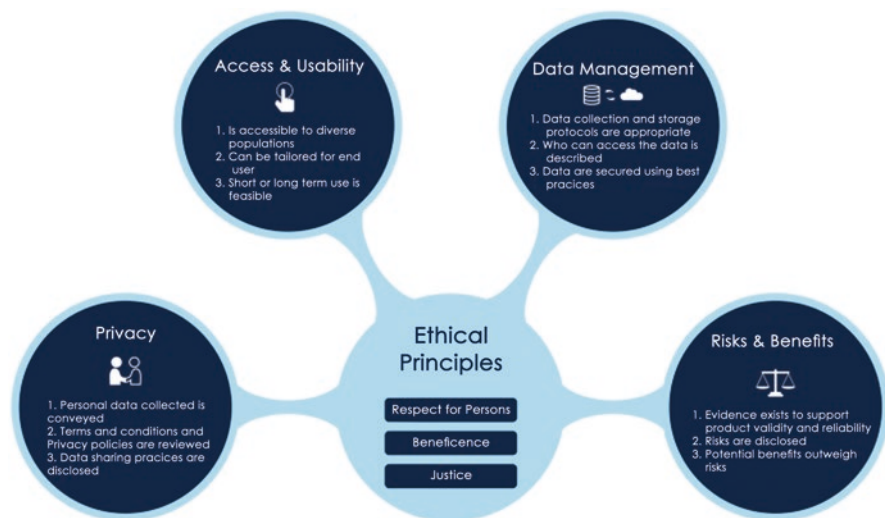 Access & Usability
1. Is accessible to diverse
populations
2. Can be tailored for end
user
3. Short or long term use is
feasible
Data Management
1. Data collection and storage
protocols are appropriate
2. Who can access the data is
described
3. Data are secured using best
pracices
Privacy
1. Personal data collected is
conveyed
2. Terms and conditions and
Privacy policies are reviewed
3. Data sharing pracices are
disclosed
Ethical
Principles
Respect for Persons
Beneficence
Justice
Risks & Benefits
1. Evidence exists to support
product validity and reliability
2. Risks are disclosed
3. Potential benefits outweigh
risks